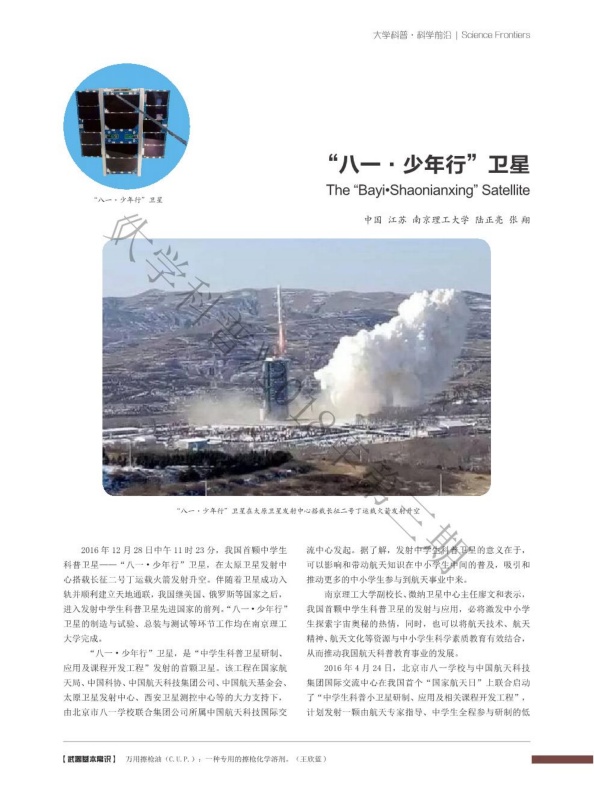 大学科普·科学前沿 | Science Frontiers
“八一·少年行”卫星
The “Bayi•Shaonianxing” Satellite
“八一·少年行”卫星
中国 江苏 南京理工大学 陆正亮 张 翔
大学科普2018年第三期
“八一·少年行”卫星在太原卫星发射中心搭载长征二号丁运载火箭发射升空
2016 年 12 月 28 日中午 11 时 23 分，我国首颗中学生
科普卫星——“八一·少年行”卫星，在太原卫星发射中
心搭载长征二号丁运载火箭发射升空。伴随着卫星成功入
轨并顺利建立天地通联，我国继美国、俄罗斯等国家之后，
进入发射中学生科普卫星先进国家的前列。“八一·少年行”
卫星的制造与试验、总装与测试等环节工作均在南京理工
大学完成。
“八一·少年行”卫星，是“中学生科普卫星研制、
应用及课程开发工程”发射的首颗卫星。该工程在国家航
天局、中国科协、中国航天科技集团公司、中国航天基金会、
太原卫星发射中心、西安卫星测控中心等的大力支持下，
由北京市八一学校联合集团公司所属中国航天科技国际交
流中心发起。据了解，发射中学生科普卫星的意义在于，
可以影响和带动航天知识在中小学生中间的普及，吸引和
推动更多的中小学生参与到航天事业中来。
南京理工大学副校长、微纳卫星中心主任廖文和表示，
我国首颗中学生科普卫星的发射与应用，必将激发中小学
生探索宇宙奥秘的热情，同时，也可以将航天技术、航天
精神、航天文化等资源与中小学生科学素质教育有效结合，
从而推动我国航天科普教育事业的发展。
2016 年 4 月 24 日，北京市八一学校与中国航天科技
集团国际交流中心在我国首个“国家航天日”上联合启动
了“中学生科普小卫星研制、应用及相关课程开发工程”，
计划发射一颗由航天专家指导、中学生全程参与研制的低
【武器基本常识】 万用擦枪油（C.U.P.）：一种专用的擦枪化学溶剂。（王欣蓝）